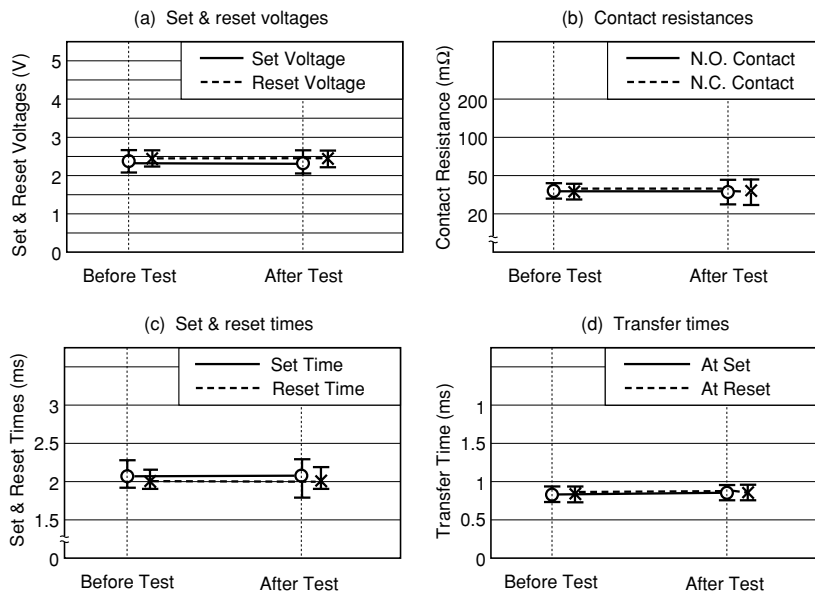 (a) Set & reset voltages
Set & Reset Voltages (V)
5
4
3
2
1
0
Set Voltage
Reset Voltage
Before Test
After Test
(b) Contact resistances
Contact Resistance (mΩ)
200
100
50
20
N.O. Contact
N.C. Contact
Before Test
After Test
(c) Set & reset times
Set & Reset Times (ms)
3
2.5
2
1.5
0
Set Time
Reset Time
Before Test
After Test
(d) Transfer times
Transfer Time (ms)
1
1.5
1
0.5
0
At Set
At Reset
Before Test
After Test